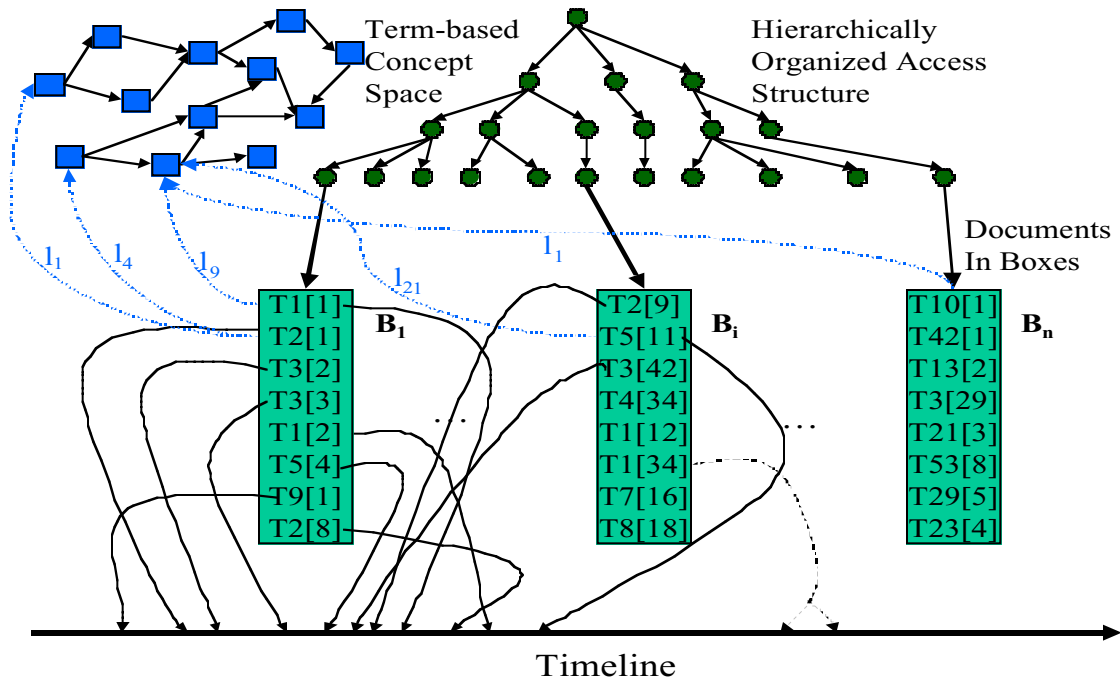 Term-based
Concept
Space
Hierarchically
Organized Access
Structure
Documents
In Boxes
l1
l4
l9
l21
l1
T1[1]
T2[1]
T3[2]
T3[3]
T1[2]
T5[4]
T9[1]
T2[8]
B1
...
T2[9]
T5[11]
T3[42]
T4[34]
T1[12]
T1[34]
T7[16]
T8[18]
Bi
...
T10[1]
T42[1]
T13[2]
T3[29]
T21[3]
T53[8]
T29[5]
T23[4]
Bn
Timeline